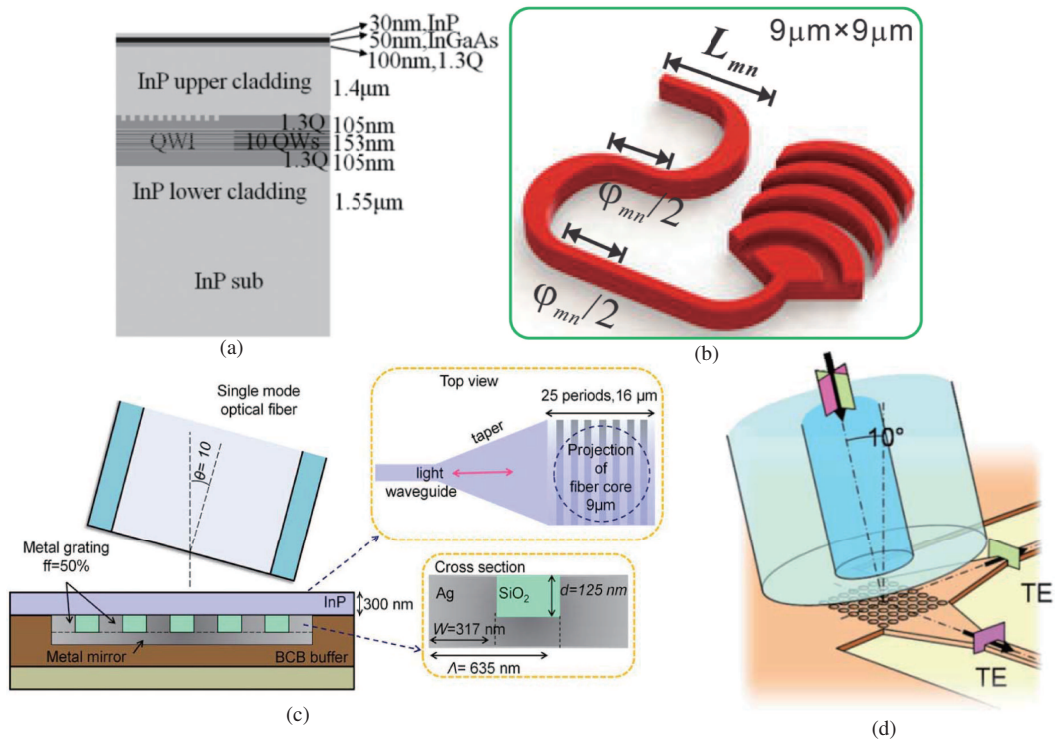 30nm,InP
50nm,InGaAs
100nm,1.3Q
InP upper cladding
1.4μm
1.3Q 105nm
QWI 10 QWs 153nm
1.3Q 105nm
InP lower cladding
1.55μm
InP sub
(a)
9μm×9μm
Lmn
φmn/2
φmn/2
(b)
Single mode
optical fiber
θ= 10
Metal grating
ff=50%
InP
300 nm
Metal mirror
BCB buffer
Top view
25 periods,16 μm
taper
light
waveguide
Projection
of
fiber core
9μm
Cross section
Ag
SiO2
d=125 nm
W=317 nm
Λ= 635 nm
(c)
10°
TE
TE
(d)